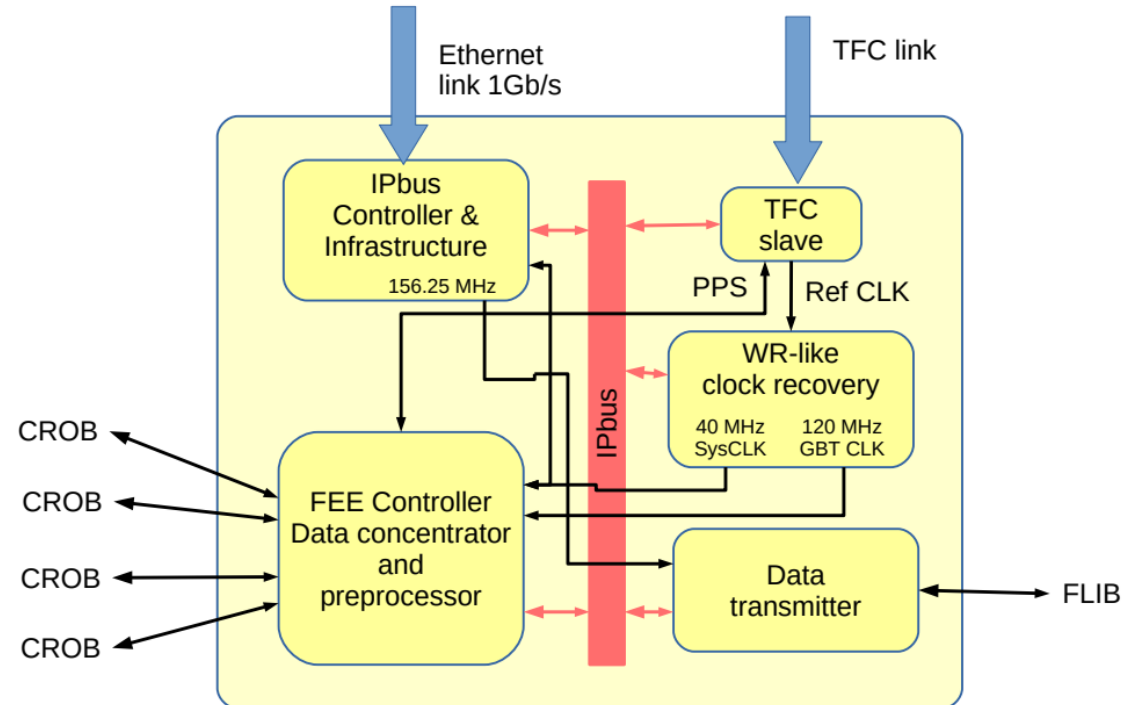 Ethernet
link 1Gb/s
TFC link
IPbus
Controller &
Infrastructure
156.25 MHz
TFC
slave
PPS
Ref CLK
WR-like
clock recovery
40 MHz
SysCLK
120 MHz
GBT CLK
IPbus
CROB
CROB
CROB
CROB
FEE Controller
Data concentrator
and
preprocessor
Data
transmitter
FLIB